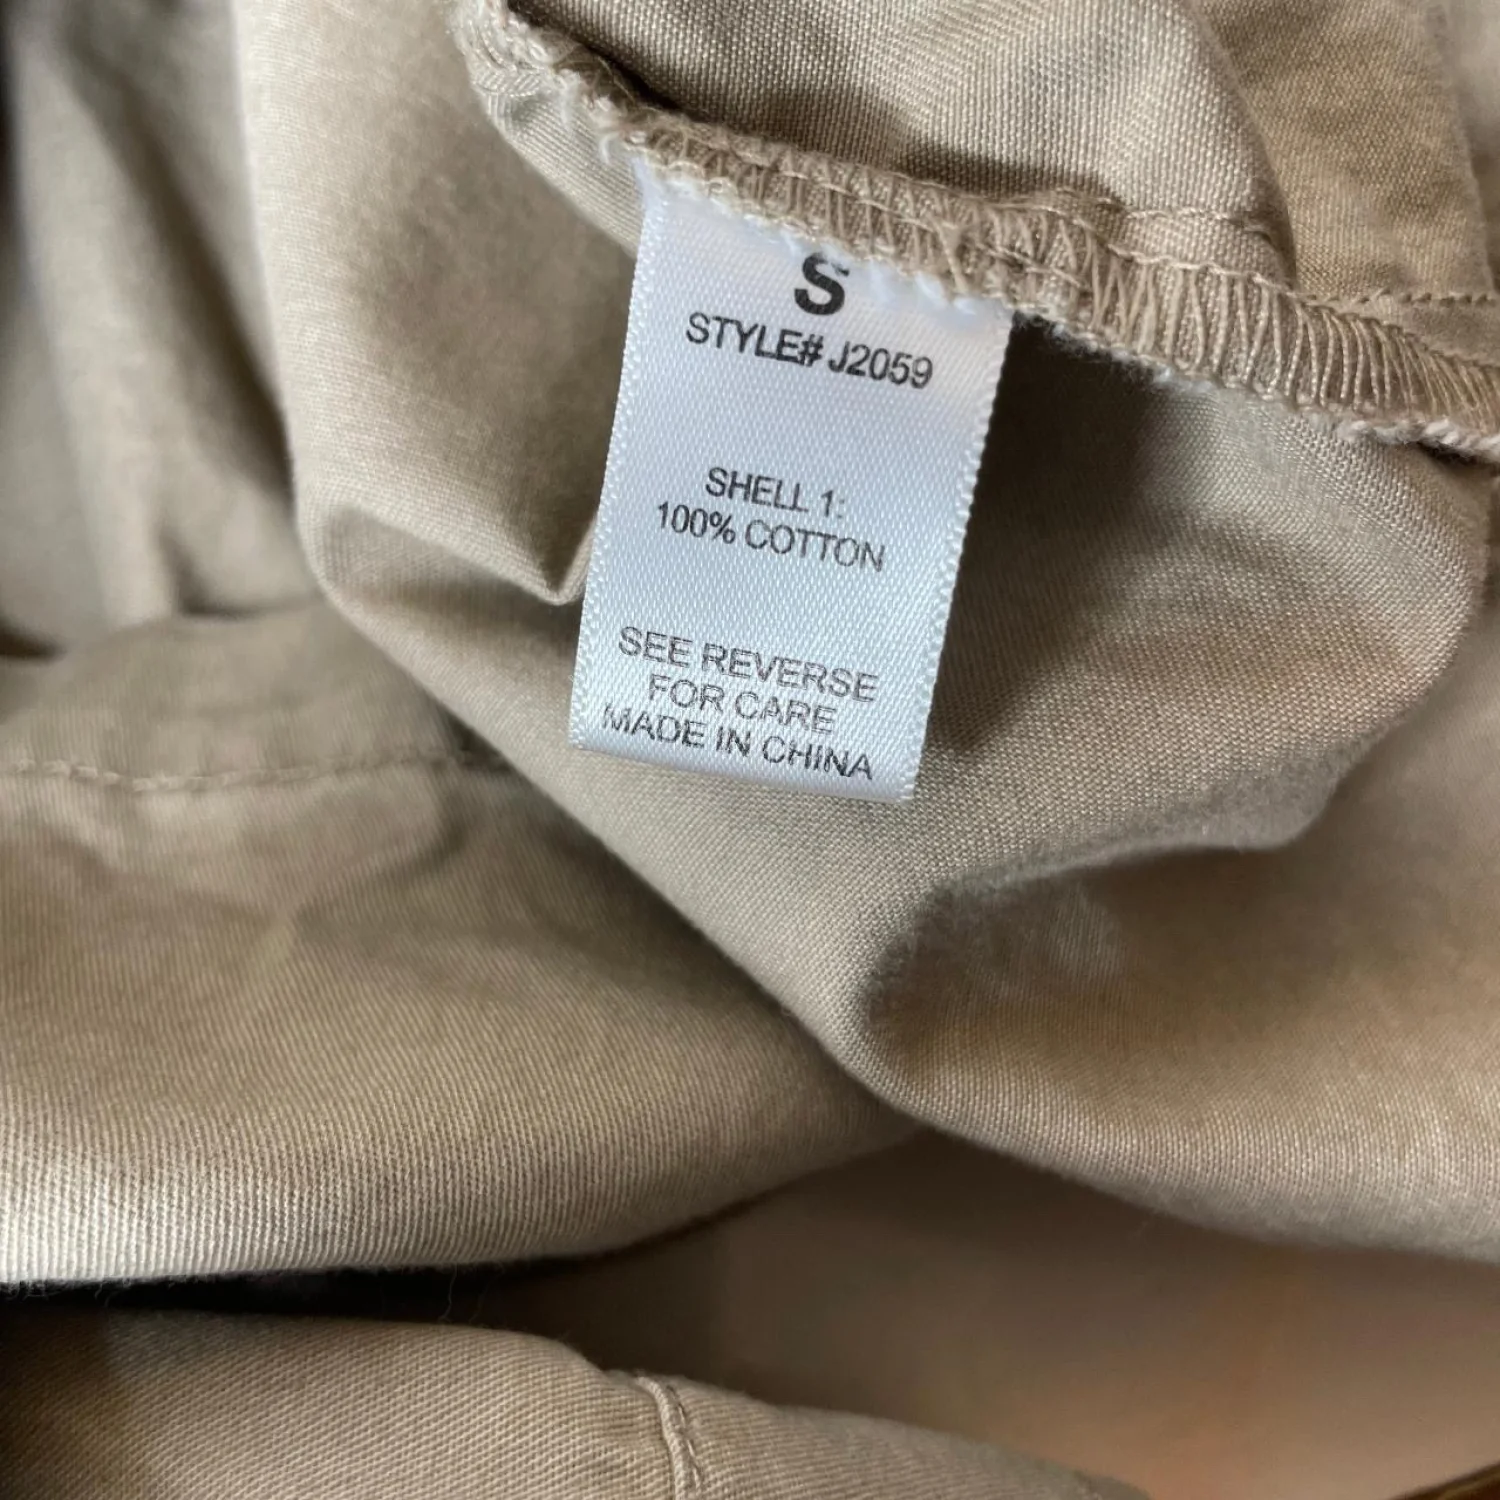 S
STYLE# J2059
SHELL 1:
100% COTTON
SEE REVERSE
FOR CARE
MADE IN CHINA